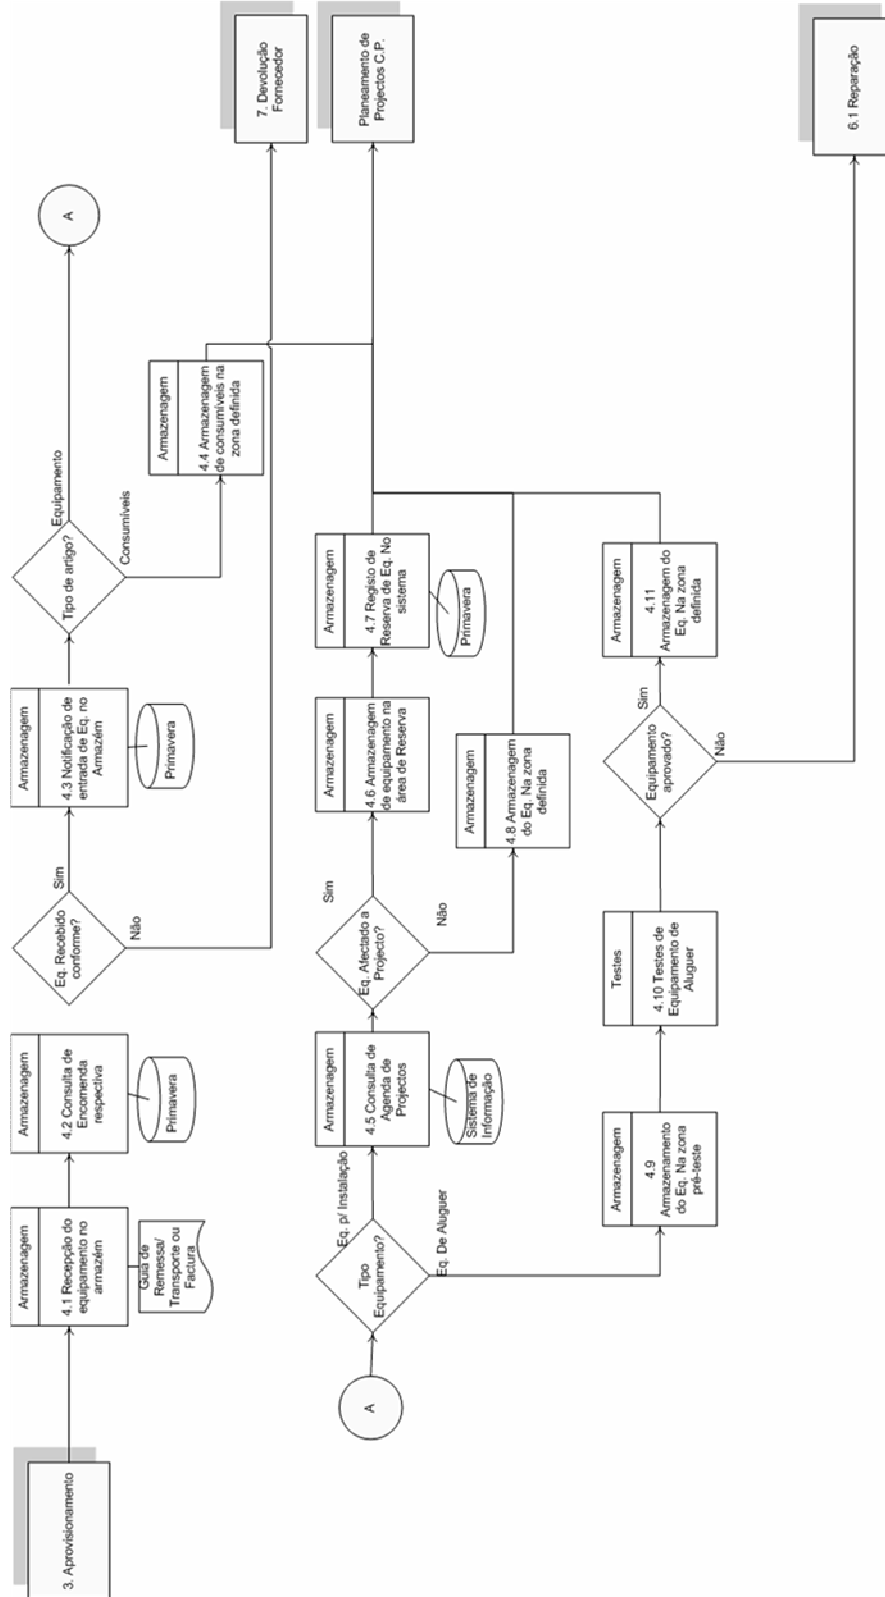 3. Aprovisionamento
Armazenagem
4.1 Recepção do
equipamento no
armazém
Guia de
Remessa/
Transporte ou
Factura
Armazenagem
4.2 Consulta de
Encomenda
respectiva
Primavera
Eq. Recebido
conforme?
Sim
Não
Armazenagem
4.3 Notificação de
entrada de Eq. no
Armazém
Primavera
Tipo de artigo?
Equipamento
Consumíveis
A
Armazenagem
4.4 Armazenagem
de consumíveis na
zona definida
7. Devolução
Fornecedor
Planeamento de
Projectos C.P.
A
Tipo
Equipamento?
Eq. p/ Instalação
Eq. De Aluguer
Armazenagem
4.5 Consulta de
Agenda de
Projectos
Sistema de
Informação
Eq. Afectado a
Projecto?
Sim
Não
Armazenagem
4.6 Armazenagem
de equipamento na
área de Reserva
Armazenagem
4.7 Registo de
Reserva de Eq. No
sistema
Primavera
Armazenagem
4.8 Armazenagem
do Eq. Na zona
definida
Armazenagem
4.9
Armazenamento
do Eq. Na zona
pré-teste
Testes
4.10 Testes de
Equipamento de
Aluguer
Equipamento
aprovado?
Sim
Não
Armazenagem
4.11
Armazenagem do
Eq. Na zona
definida
6.1 Reparação